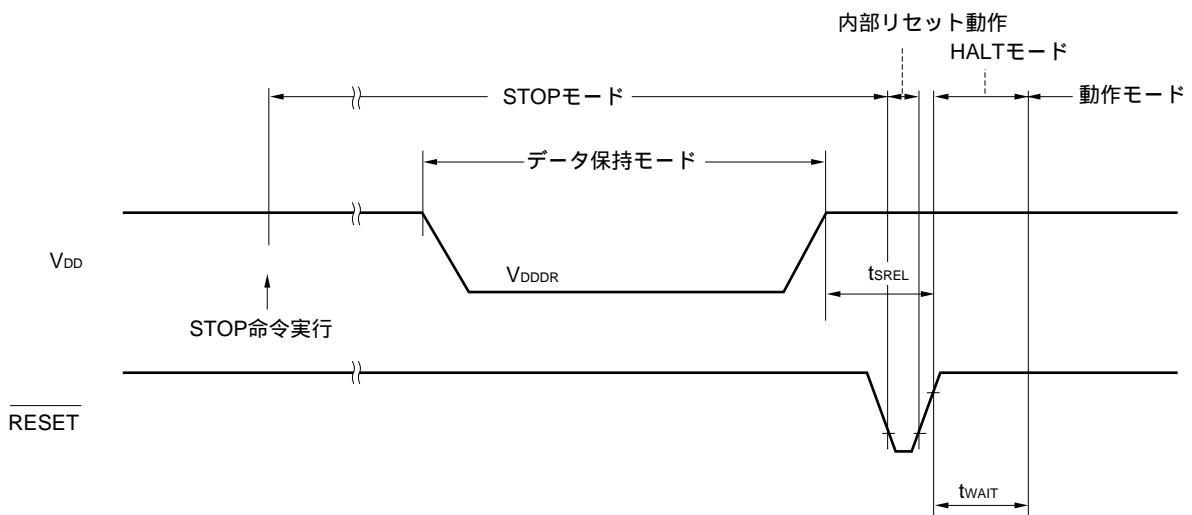 内部リセット動作
HALTモード
STOPモード
動作モード
データ保持モード
VDD
VDDDR
tSREL
STOP命令実行
RESET
tWAIT